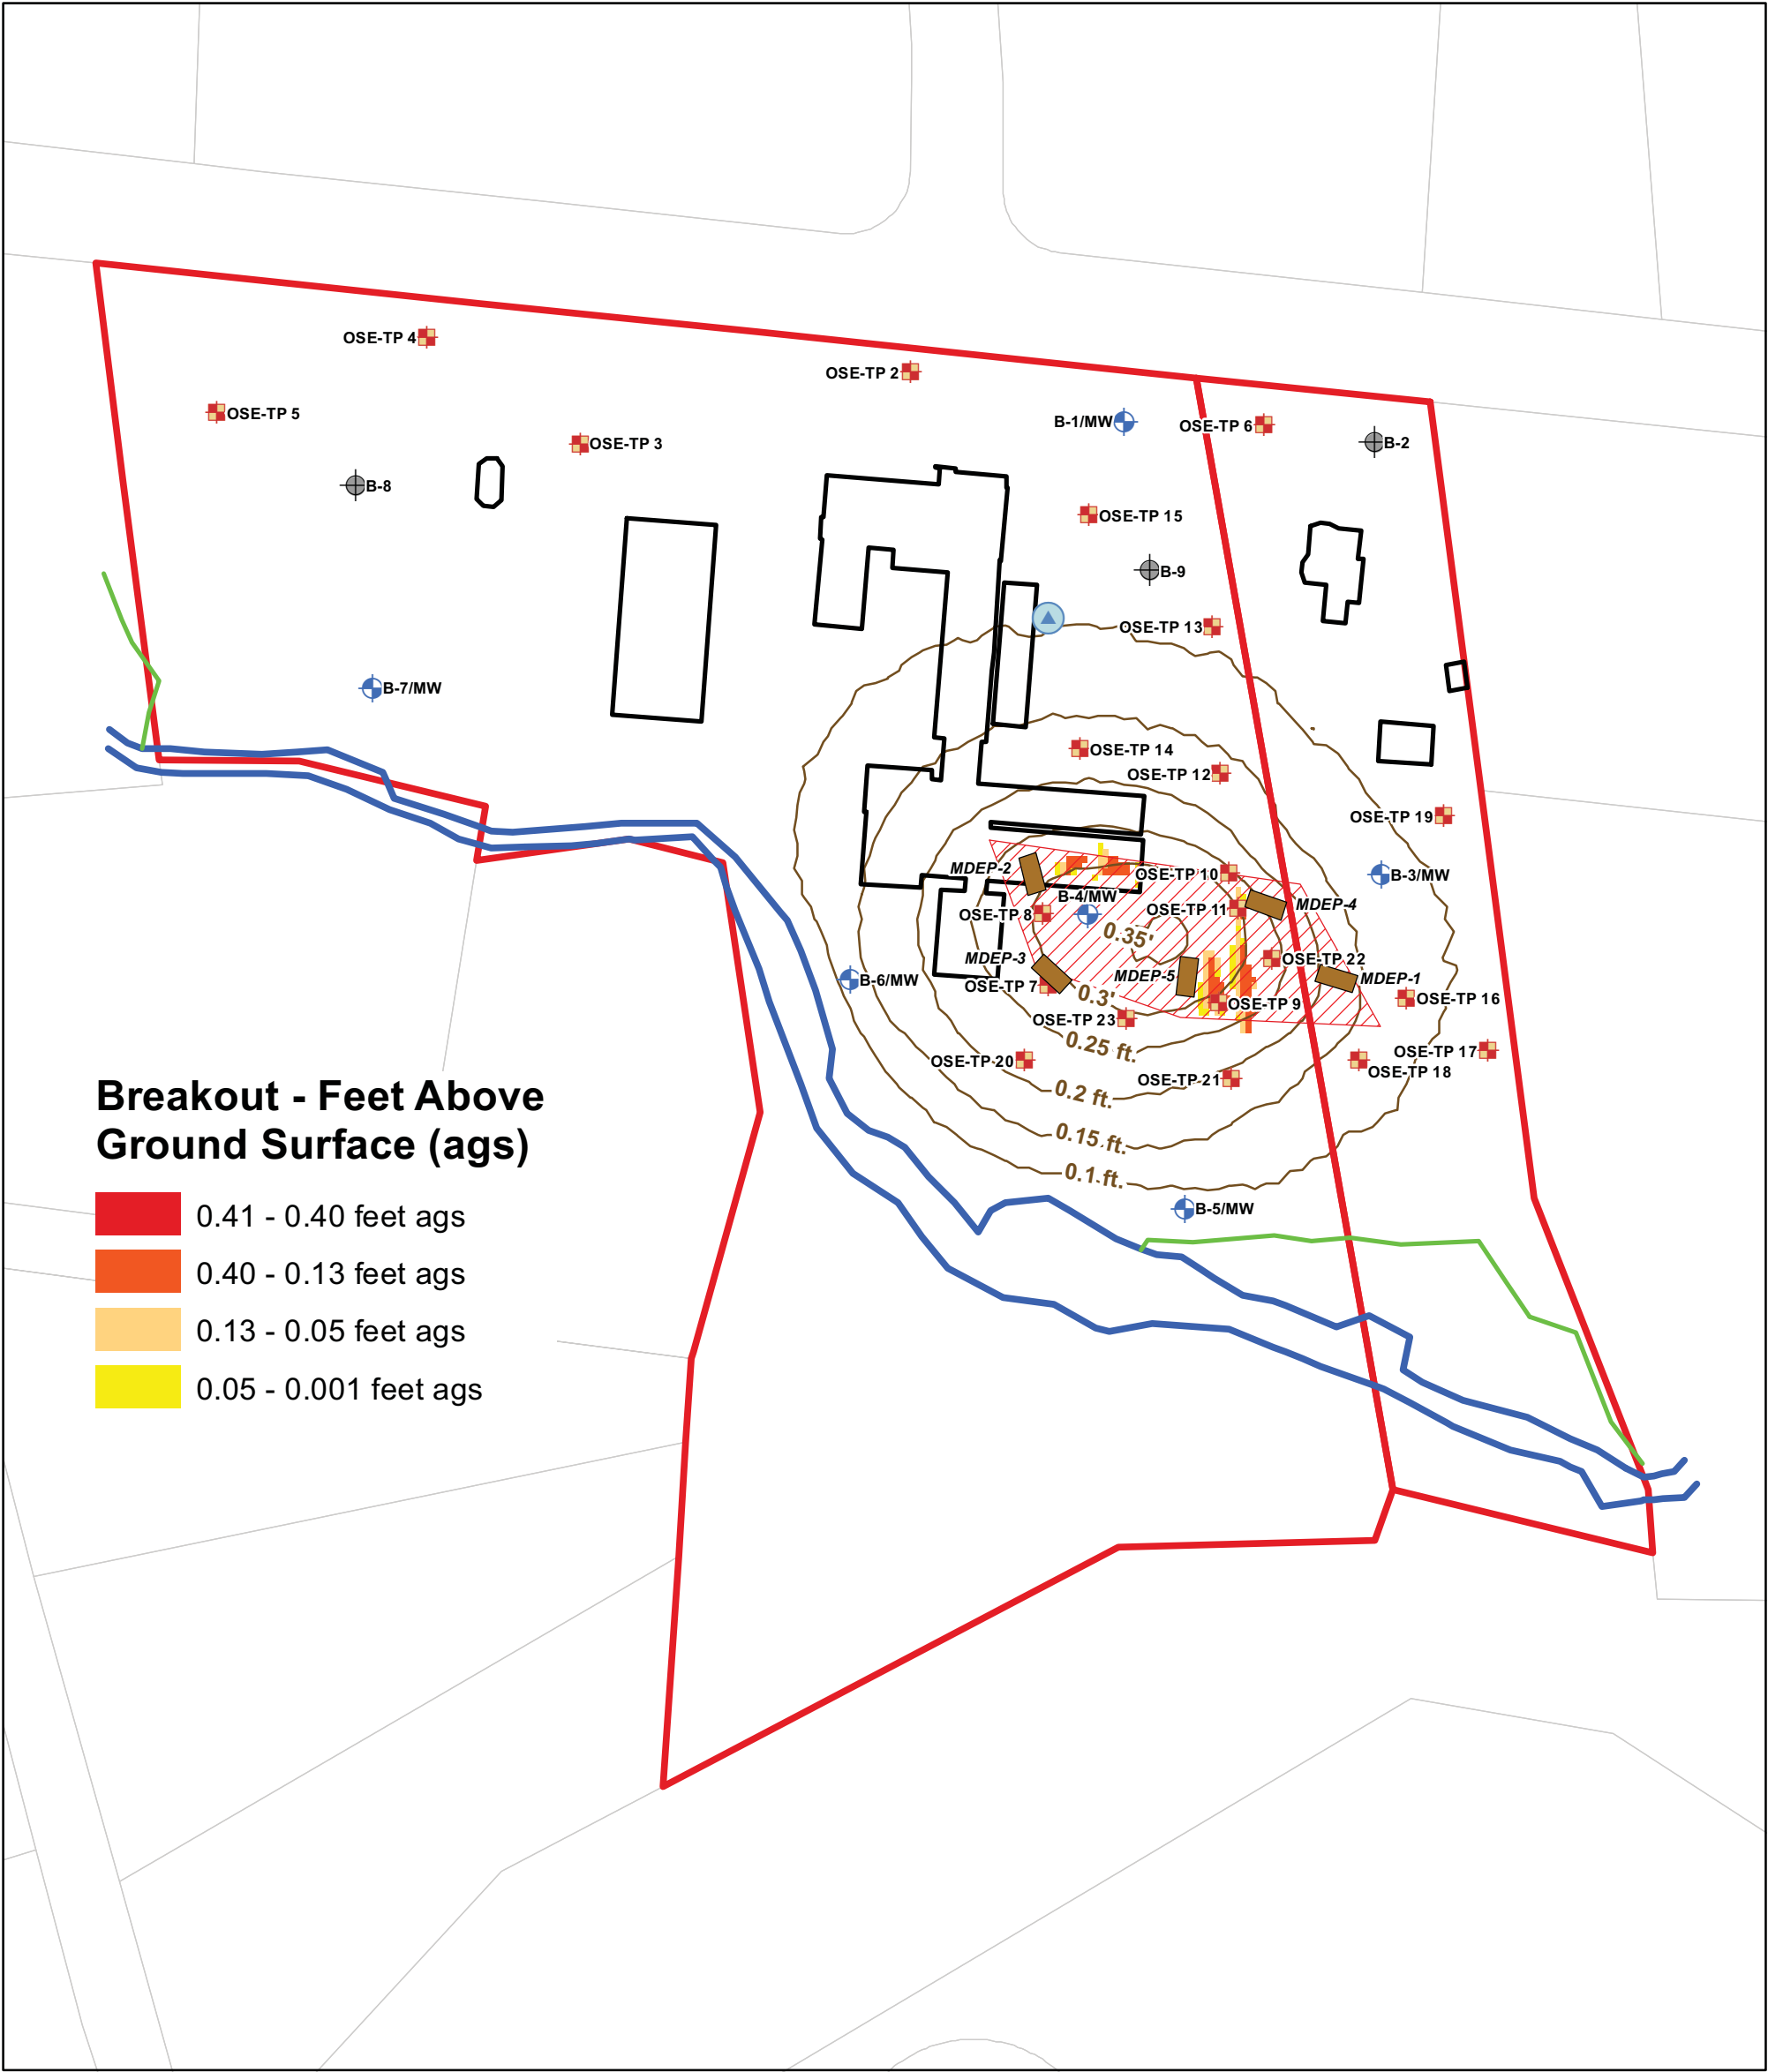 OSE-TP 4
OSE-TP 2
OSE-TP 5
B-1/MW
OSE-TP 6
B-2
OSE-TP 3
B-8
OSE-TP 15
B-9
OSE-TP 13
B-7/MW
OSE-TP 14
OSE-TP 12
OSE-TP 19
MDEP-2
OSE-TP 10
B-3/MW
B-4/MW
OSE-TP 8
OSE-TP 11
MDEP-4
0.35'
MDEP-3
OSE-TP 22
B-6/MW
OSE-TP 7
MDEP-5
MDEP-1
0.3'
OSE-TP 9
OSE-TP 16
OSE-TP 23
0.25 ft.
OSE-TP 17
OSE-TP 20
OSE-TP 18
OSE-TP 21
0.2 ft.
0.15 ft.
0.1 ft.
B-5/MW
Breakout - Feet Above
Ground Surface (ags)
0.41 - 0.40 feet ags
0.40 - 0.13 feet ags
0.13 - 0.05 feet ags
0.05 - 0.001 feet ags